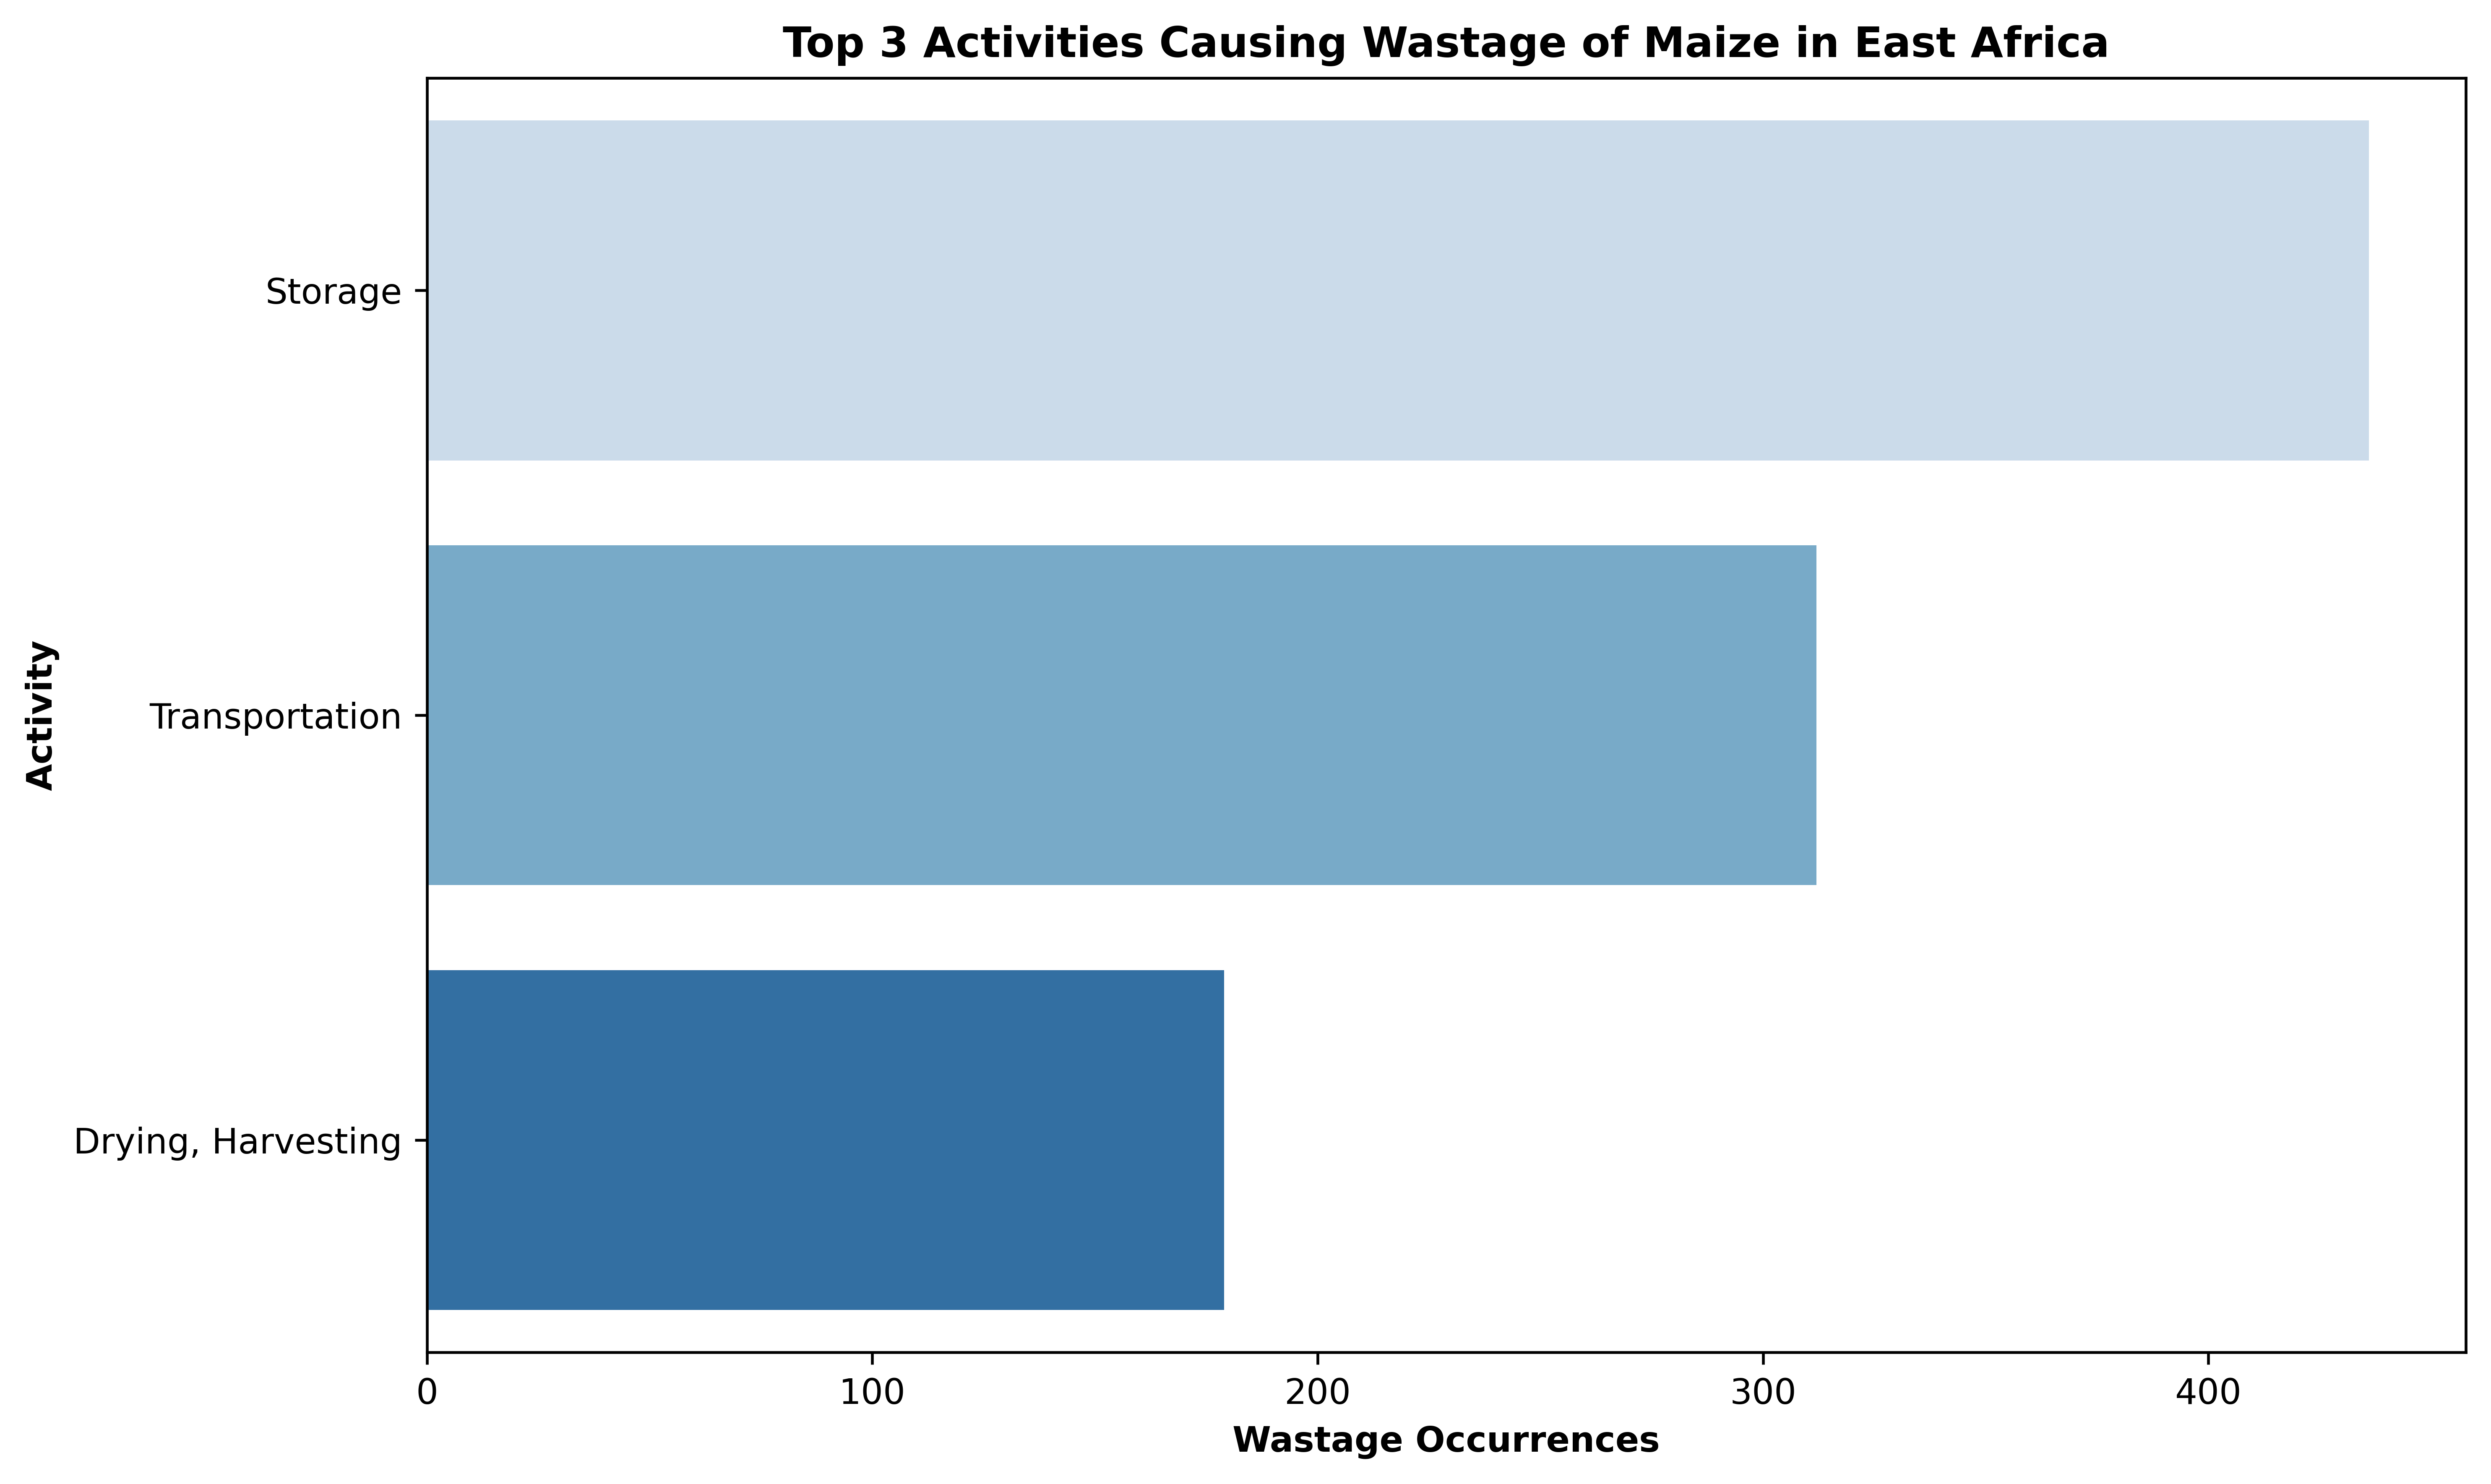 Top 3 Activities Causing Wastage of Maize in East Africa
Activity
Storage
Transportation
Drying, Harvesting
0 100 200 300 400
Wastage Occurrences